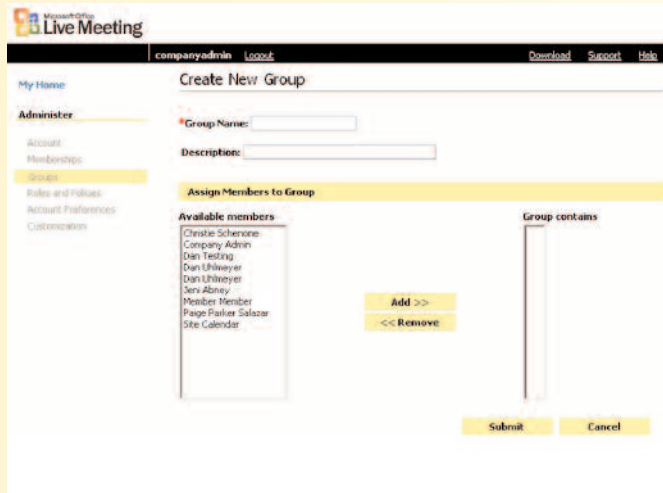 Microsoft Office
Live Meeting
companyadmin Logout Download Support Help
My Home
Create New Group
Administer
*Group Name:
Description:
Account
Memberships
Groups
Roles and Policies
Account Preferences
Customization
Assign Members to Group
Available members
Group contains
Christie Schenone
Company Admin
Dan Testing
Dan Uhlmeyer
Dan Uhlmeyer
Jeni Abney
Member Member
Paige Parker Salazar
Site Calendar
Add >>
<< Remove
Submit Cancel